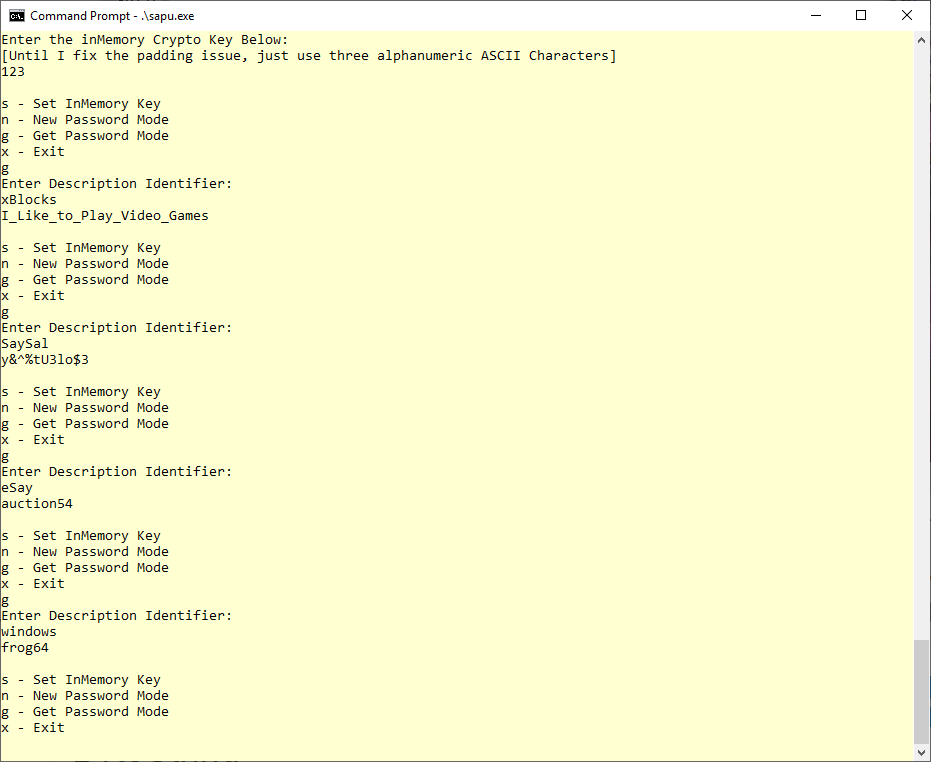 Command Prompt - .\sapu.exe
Enter the inMemory Crypto Key Below:
[Until I fix the padding issue, just use three alphanumeric ASCII Characters]
123
s - Set InMemory Key
n - New Password Mode
g - Get Password Mode
x - Exit
g
Enter Description Identifier:
xBlocks
I_Like_to_Play_Video_Games
s - Set InMemory Key
n - New Password Mode
g - Get Password Mode
x - Exit
g
Enter Description Identifier:
SaySal
y&^%tU3lo$3
s - Set InMemory Key
n - New Password Mode
g - Get Password Mode
x - Exit
g
Enter Description Identifier:
eSay
auction54
s - Set InMemory Key
n - New Password Mode
g - Get Password Mode
x - Exit
g
Enter Description Identifier:
windows
frog64
s - Set InMemory Key
n - New Password Mode
g - Get Password Mode
x - Exit